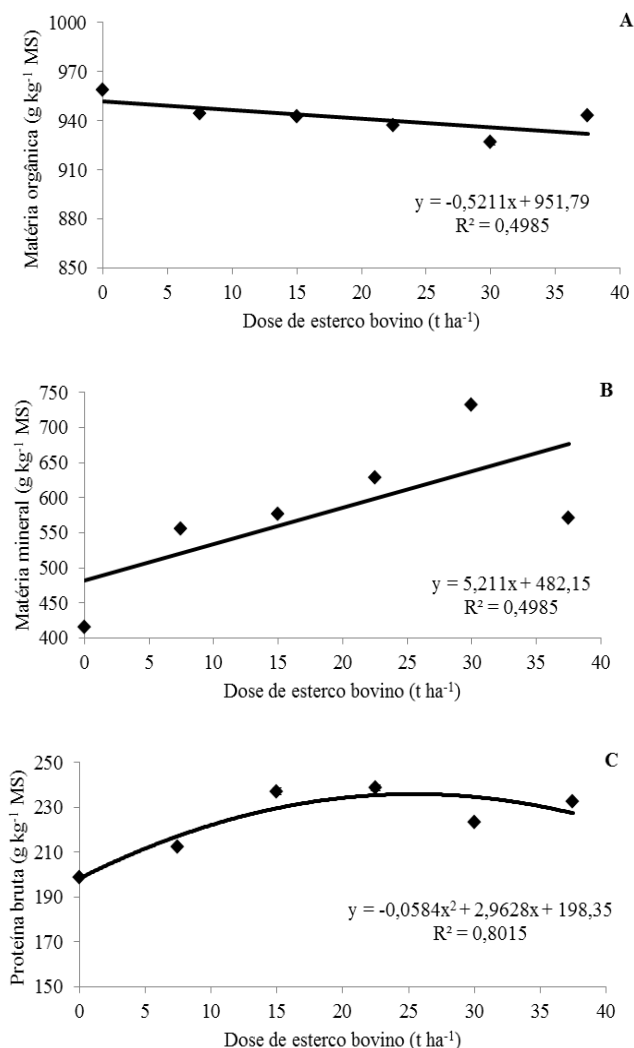 A
Matéria orgânica (g kg⁻¹ MS)
1000
970
940
910
880
850
y = -0,5211x + 951,79
R² = 0,4985
0 5 10 15 20 25 30 35 40
Dose de esterco bovino (t ha⁻¹)
B
Matéria mineral (g kg⁻¹ MS)
750
700
650
600
550
500
450
400
y = 5,211x + 482,15
R² = 0,4985
0 5 10 15 20 25 30 35 40
Dose de esterco bovino (t ha⁻¹)
C
Proteína bruta (g kg⁻¹ MS)
250
230
210
190
170
150
y = -0,0584x² + 2,9628x + 198,35
R² = 0,8015
0 5 10 15 20 25 30 35 40
Dose de esterco bovino (t ha⁻¹)